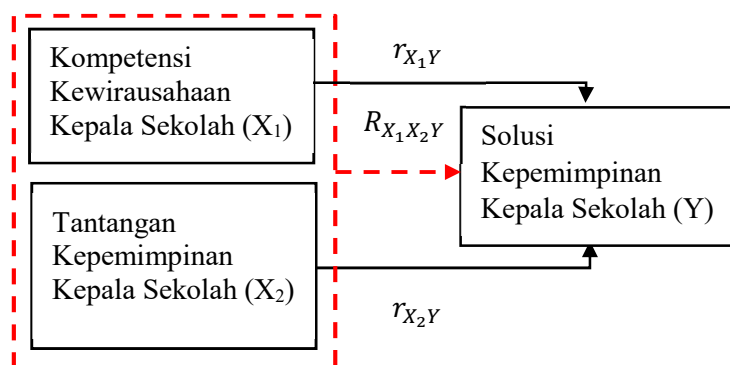 Kompetensi
Kewirausahaan
Kepala Sekolah (X₁)
r_{X₁Y}
R_{X₁X₂Y}
Solusi
Kepemimpinan
Kepala Sekolah (Y)
Tantangan
Kepemimpinan
Kepala Sekolah (X₂)
r_{X₂Y}